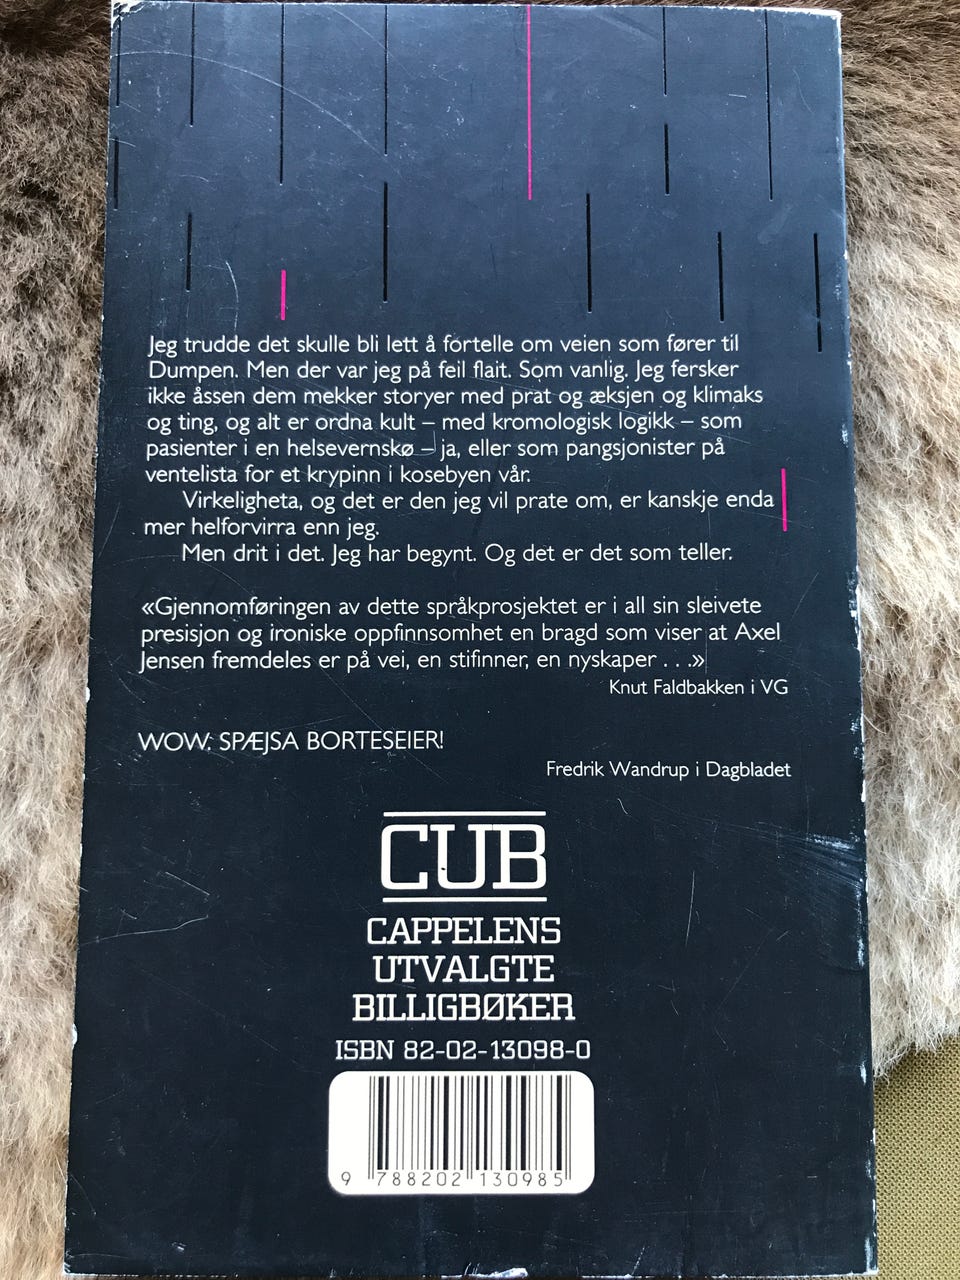 Jeg trudde det skulle bli lett å fortelle om veien som fører til
Dumpen. Men der var jeg på feil flait. Som vanlig. Jeg fersker
ikke åssen dem mekker storyer med prat og æksjen og klimaks
og ting, og alt er ordna kult – med kromologisk logikk – som
pasienter i en helsevernskø – ja, eller som pangsjonister på
ventelista for et krypinn i kosebyen vår.
Virkeligheta, og det er den jeg vil prate om, er kanskje enda
mer helforvirra enn jeg.
Men drit i det. Jeg har begynt. Og det er det som teller.
«Gjennomføringen av dette språkprosjektet er i all sin sleivete
presisjon og ironiske oppfinnsomhet en bragd som viser at Axel
Jensen fremdeles er på vei, en stifinner, en nyskaper . . .»
Knut Faldbakken i VG
WOW. SPÆJSA BORTESEIER!
Fredrik Wandrup i Dagbladet
CUB
CAPPELENS
UTVALGTE
BILLIGBØKER
ISBN 82-02-13098-0
9 788202 130985